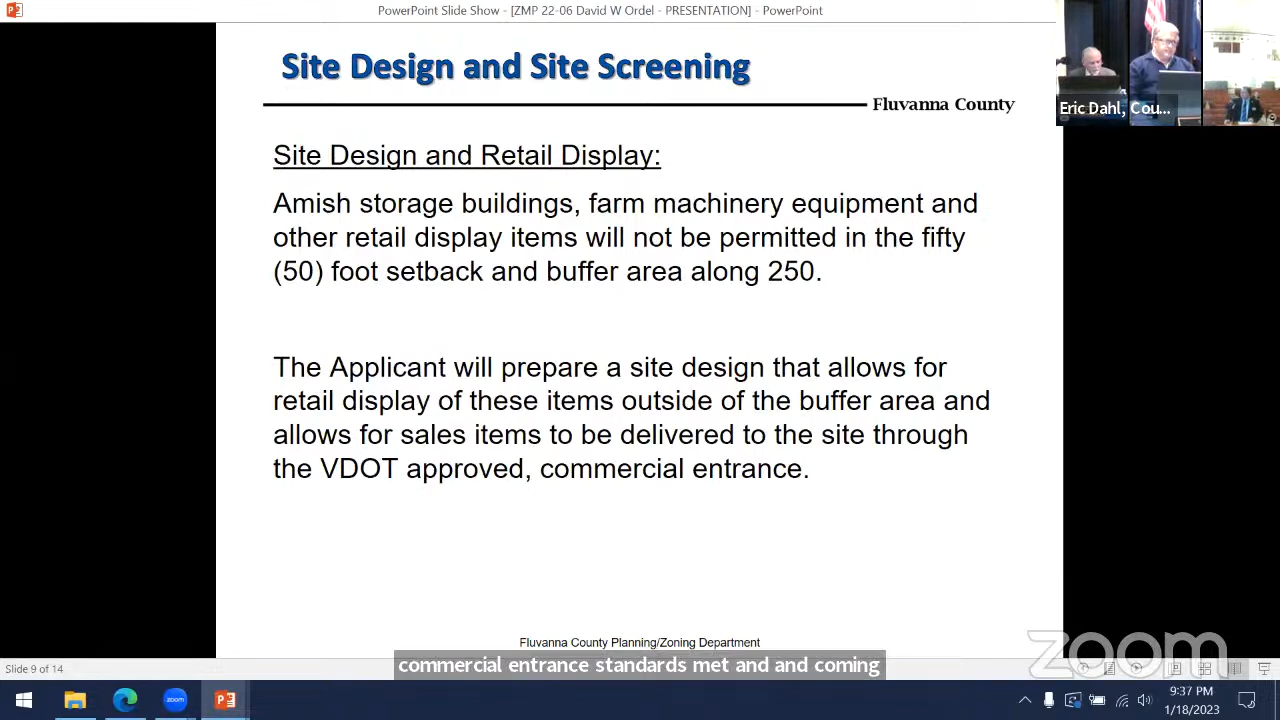 PowerPoint Slide Show - [ZMP 22-06 David W Ordel - PRESENTATION] - PowerPoint
Site Design and Site Screening
Fluvanna County
Eric Dahl, Cou...
Site Design and Retail Display:
Amish storage buildings, farm machinery equipment and
other retail display items will not be permitted in the fifty
(50) foot setback and buffer area along 250.
The Applicant will prepare a site design that allows for
retail display of these items outside of the buffer area and
allows for sales items to be delivered to the site through
the VDOT approved, commercial entrance.
Fluvanna County Planning/Zoning Department
commercial entrance standards met and and coming
zoom
Slide 9 of 14
zoom
9:37 PM
1/18/2023